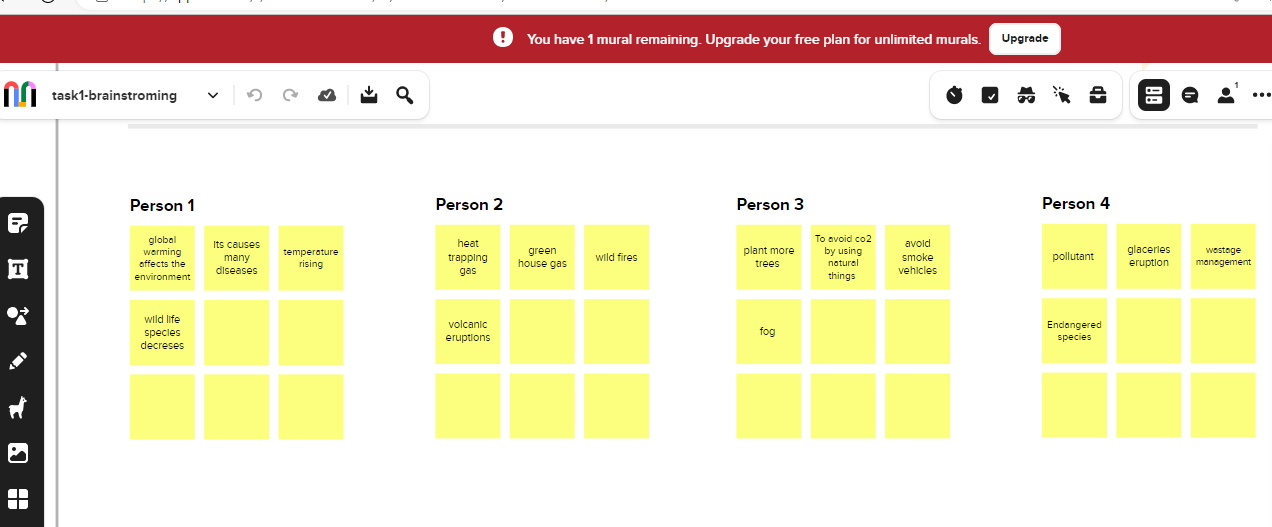 You have 1 mural remaining. Upgrade your free plan for unlimited murals.
Upgrade
task1-brainstroming
1
Person 1
global
warming
affects the
environment
its causes
many
diseases
temperature
rising
wild life
species
decreses
Person 2
heat
trapping
gas
green
house gas
wild fires
volcanic
eruptions
Person 3
plant more
trees
To avoid co2
by using
natural
things
avoid
smoke
vehicles
fog
Person 4
pollutant
glaceries
eruption
wastage
management
Endangered
species